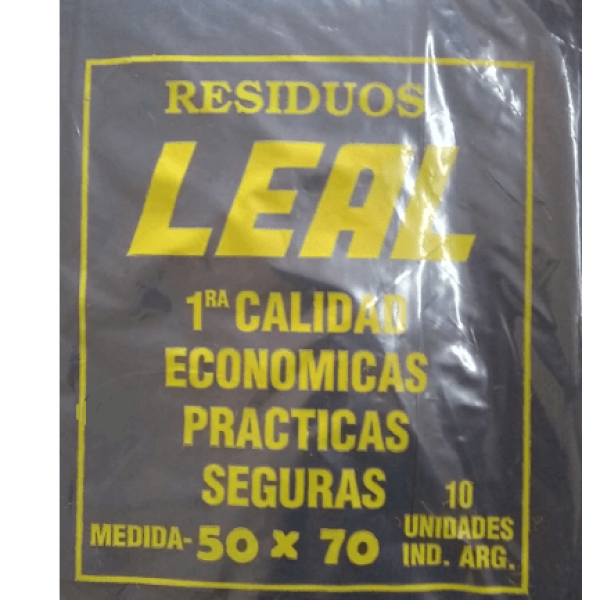 RESIDUOS
LEAL
1RA CALIDAD
ECONOMICAS
PRACTICAS
SEGURAS
MEDIDA- 50 x 70
10
UNIDADES
IND. ARG.